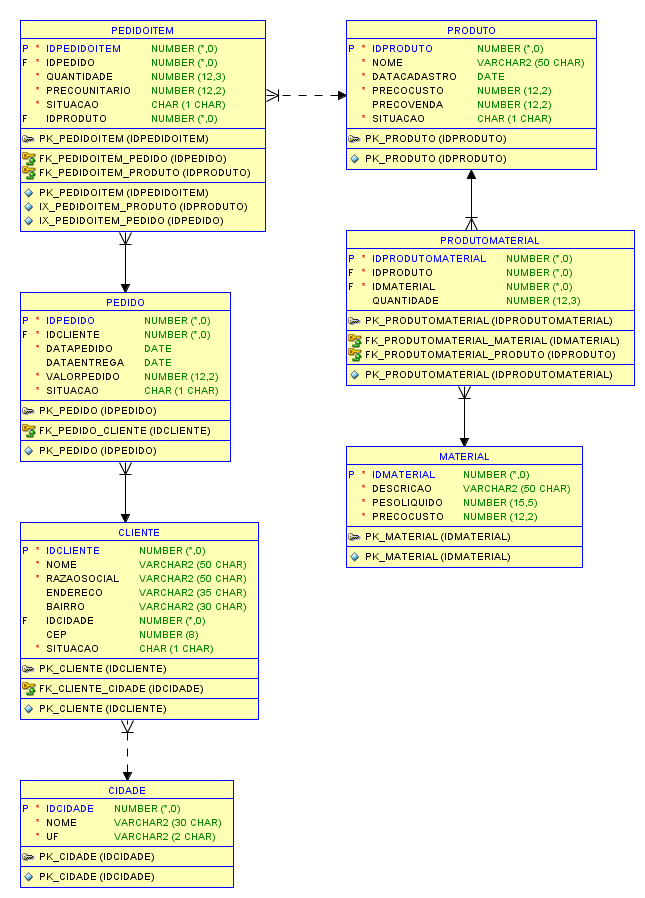 PEDIDOITEM
P * IDPEDIDOITEM NUMBER (*,0)
F * IDPEDIDO NUMBER (*,0)
* QUANTIDADE NUMBER (12,3)
* PRECOUNITARIO NUMBER (12,2)
* SITUACAO CHAR (1 CHAR)
F IDPRODUTO NUMBER (*,0)
PK_PEDIDOITEM (IDPEDIDOITEM)
FK_PEDIDOITEM_PEDIDO (IDPEDIDO)
FK_PEDIDOITEM_PRODUTO (IDPRODUTO)
PK_PEDIDOITEM (IDPEDIDOITEM)
IX_PEDIDOITEM_PRODUTO (IDPRODUTO)
IX_PEDIDOITEM_PEDIDO (IDPEDIDO)
PRODUTO
P * IDPRODUTO NUMBER (*,0)
* NOME VARCHAR2 (50 CHAR)
* DATACADASTRO DATE
* PRECOCUSTO NUMBER (12,2)
PRECOVENDA NUMBER (12,2)
* SITUACAO CHAR (1 CHAR)
PK_PRODUTO (IDPRODUTO)
PK_PRODUTO (IDPRODUTO)
PRODUTOMATERIAL
P * IDPRODUTOMATERIAL NUMBER (*,0)
F * IDPRODUTO NUMBER (*,0)
F * IDMATERIAL NUMBER (*,0)
QUANTIDADE NUMBER (12,3)
PK_PRODUTOMATERIAL (IDPRODUTOMATERIAL)
FK_PRODUTOMATERIAL_MATERIAL (IDMATERIAL)
FK_PRODUTOMATERIAL_PRODUTO (IDPRODUTO)
PK_PRODUTOMATERIAL (IDPRODUTOMATERIAL)
PEDIDO
P * IDPEDIDO NUMBER (*,0)
F * IDCLIENTE NUMBER (*,0)
* DATAPEDIDO DATE
DATAENTREGA DATE
* VALORPEDIDO NUMBER (12,2)
* SITUACAO CHAR (1 CHAR)
PK_PEDIDO (IDPEDIDO)
FK_PEDIDO_CLIENTE (IDCLIENTE)
PK_PEDIDO (IDPEDIDO)
MATERIAL
P * IDMATERIAL NUMBER (*,0)
* DESCRICAO VARCHAR2 (50 CHAR)
* PESOLIQUIDO NUMBER (15,5)
* PRECOCUSTO NUMBER (12,2)
PK_MATERIAL (IDMATERIAL)
PK_MATERIAL (IDMATERIAL)
CLIENTE
P * IDCLIENTE NUMBER (*,0)
* NOME VARCHAR2 (50 CHAR)
* RAZAOSOCIAL VARCHAR2 (50 CHAR)
ENDERECO VARCHAR2 (35 CHAR)
BAIRRO VARCHAR2 (30 CHAR)
F IDCIDADE NUMBER (*,0)
CEP NUMBER (8)
* SITUACAO CHAR (1 CHAR)
PK_CLIENTE (IDCLIENTE)
FK_CLIENTE_CIDADE (IDCIDADE)
PK_CLIENTE (IDCLIENTE)
CIDADE
P * IDCIDADE NUMBER (*,0)
* NOME VARCHAR2 (30 CHAR)
* UF VARCHAR2 (2 CHAR)
PK_CIDADE (IDCIDADE)
PK_CIDADE (IDCIDADE)